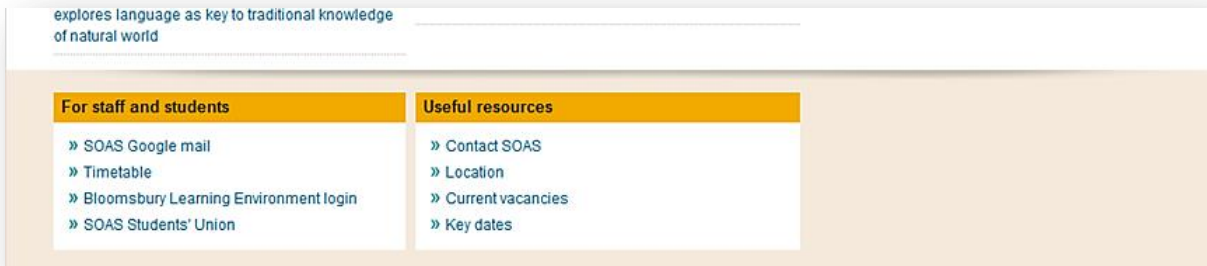 explores language as key to traditional knowledge
of natural world
For staff and students
» SOAS Google mail
» Timetable
» Bloomsbury Learning Environment login
» SOAS Students' Union
Useful resources
» Contact SOAS
» Location
» Current vacancies
» Key dates